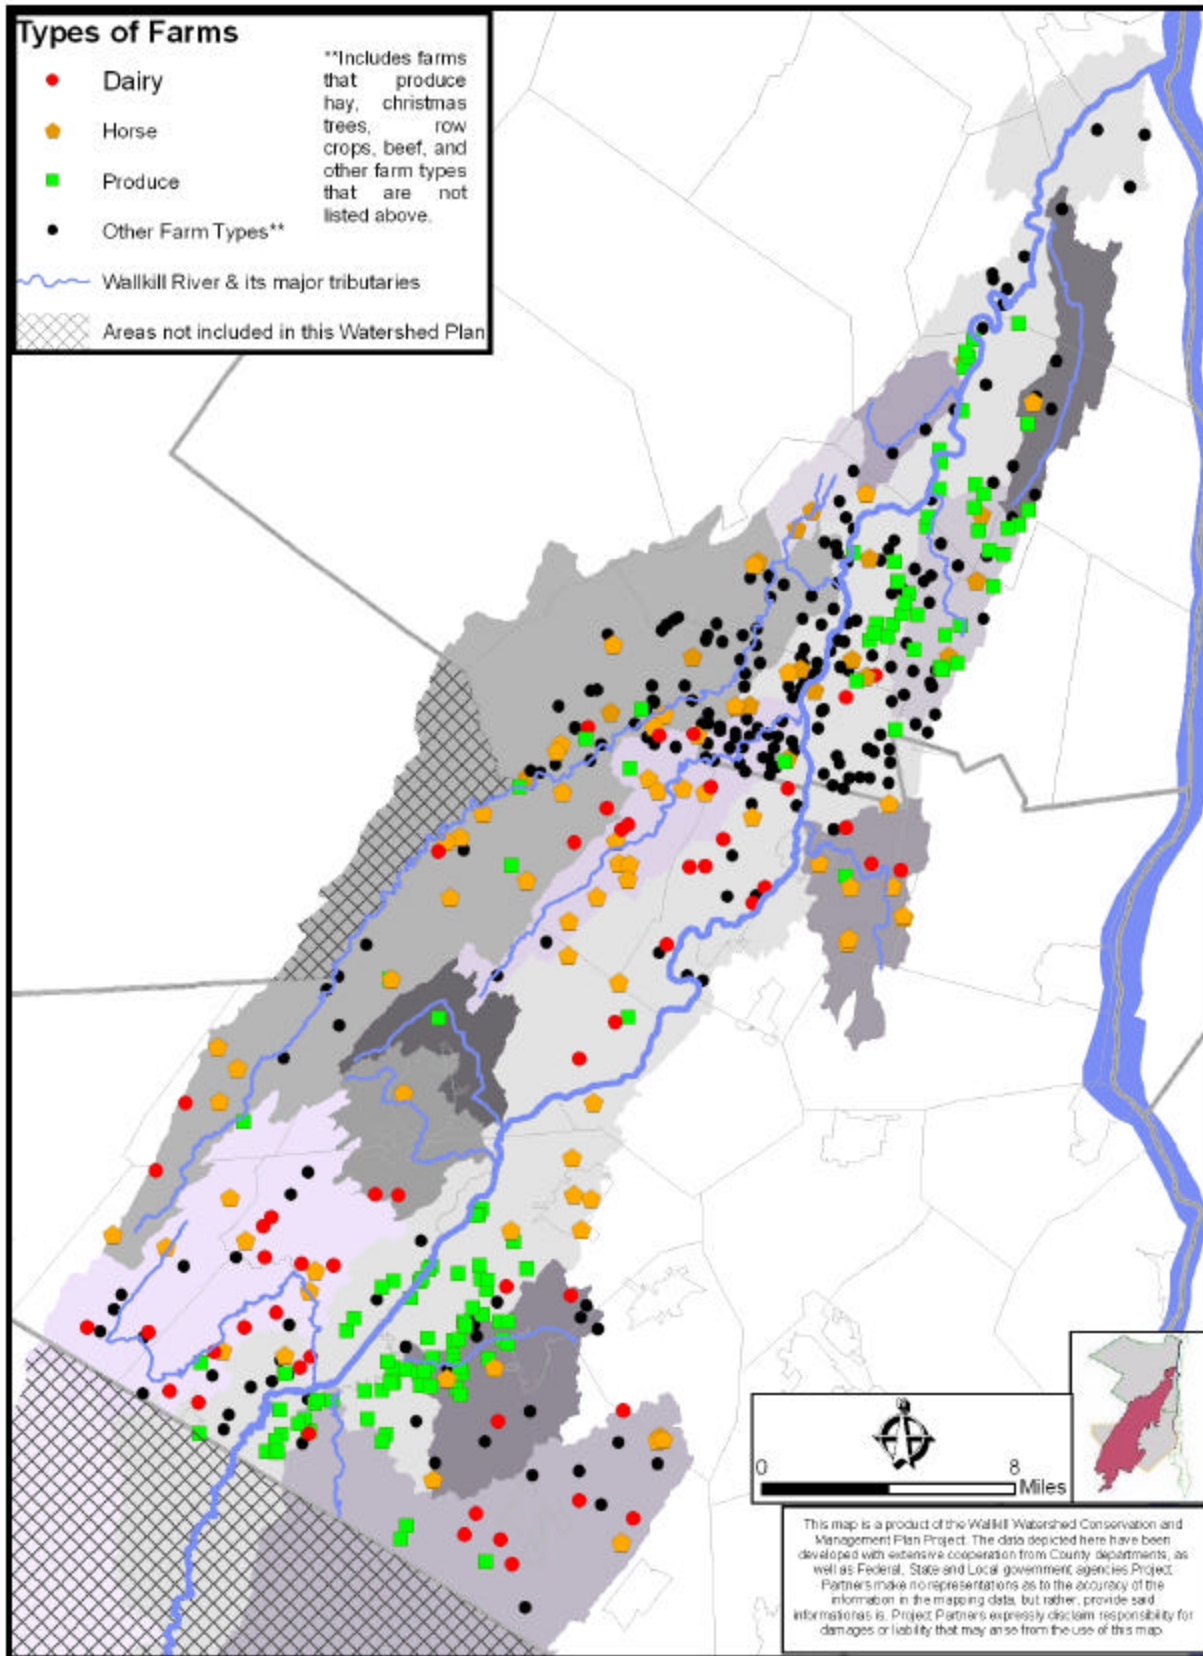 Types of Farms
Dairy
Horse
Produce
Other Farm Types**
Wallkill River & its major tributaries
Areas not included in this Watershed Plan
**Includes farms
that produce
hay, christmas
trees, row
crops, beef, and
other farm types
that are not
listed above.
0 8
Miles
This map is a product of the Wallkill Watershed Conservation and
Management Plan Project. The data depicted here have been
developed with extensive cooperation from County departments, as
well as Federal, State and Local government agencies.Project
Partners make no representations as to the accuracy of the
information in the mapping data, but rather, provide said
information as is. Project Partners expressly disclaim responsibility for
damages or liability that may arise from the use of this map.